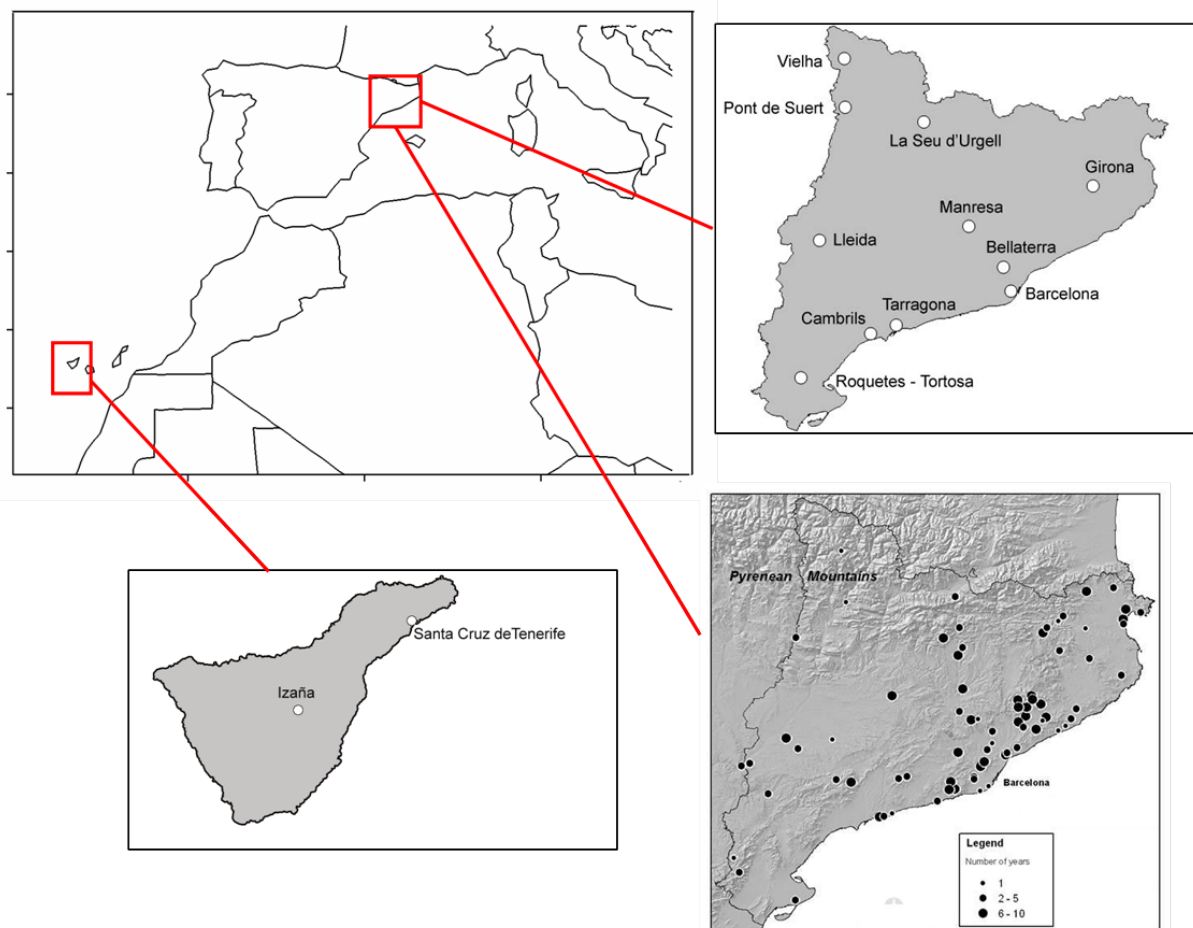 Vielha
Pont de Suert
La Seu d'Urgell
Girona
Manresa
Lleida
Bellaterra
Barcelona
Tarragona
Cambrils
Roquetes - Tortosa
Santa Cruz deTenerife
Izaña
Pyrenean Mountains
Barcelona
Legend
Number of years
1
2 - 5
6 - 10